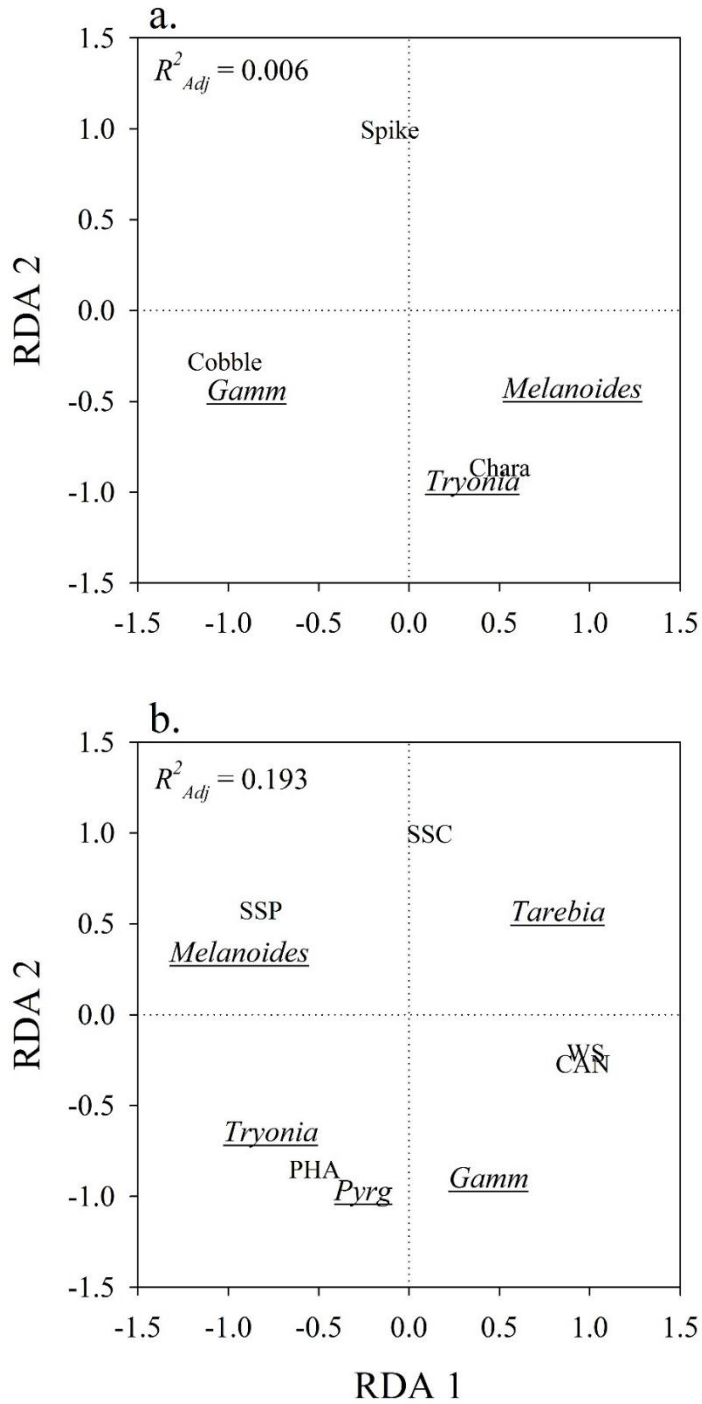 a.
1.5
R²Adj = 0.006
Spike
1.0
0.5
RDA 2
0.0
Cobble
Gamm
Melanoides
-0.5
Chara
Tryonia
-1.0
-1.5
-1.5 -1.0 -0.5 0.0 0.5 1.0 1.5
b.
1.5
R²Adj = 0.193
1.0
SSC
SSP
Tarebia
0.5
Melanoides
RDA 2
0.0
WS
CAN
-0.5
Tryonia
PHA
Pyrg
Gamm
-1.0
-1.5
-1.5 -1.0 -0.5 0.0 0.5 1.0 1.5
RDA 1